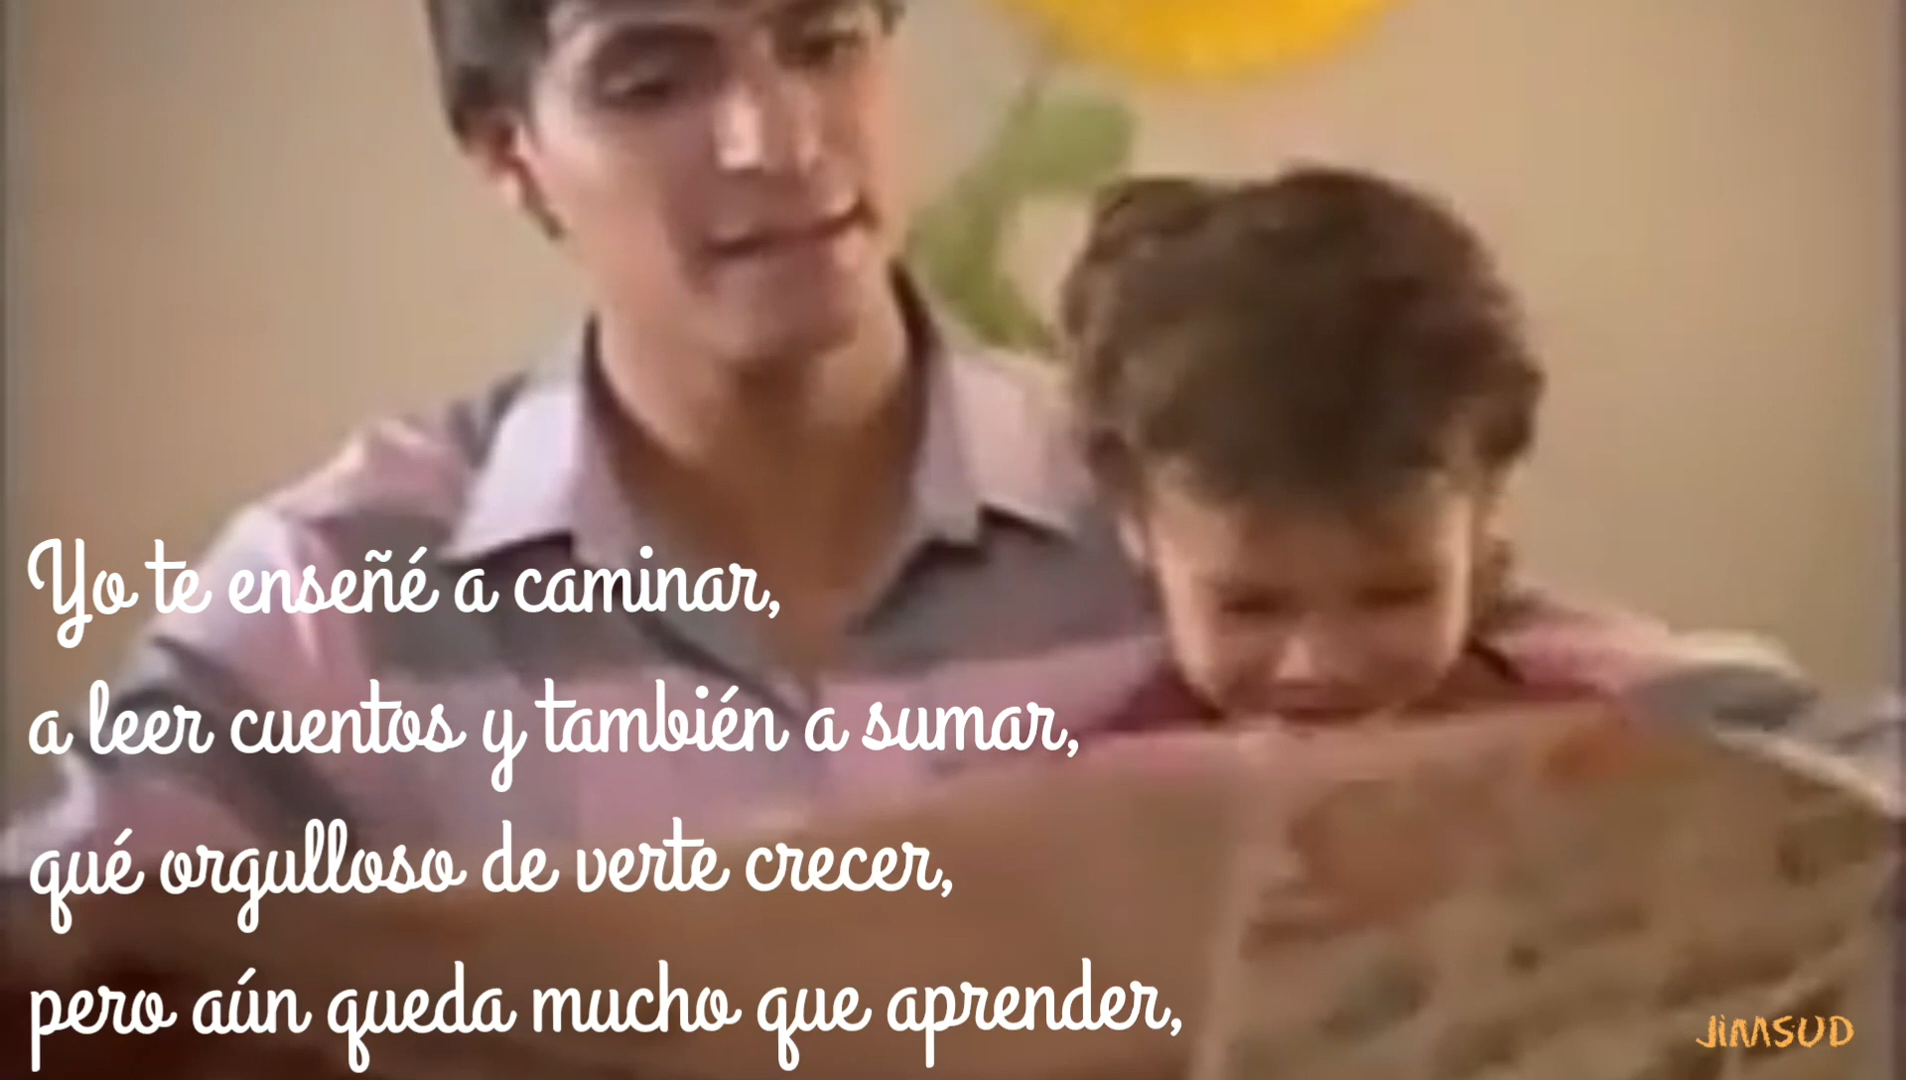 Yo te enseñé a caminar,
a leer cuentos y también a sumar,
qué orgulloso de verte crecer,
pero aún queda mucho que aprender,
JiMSUD